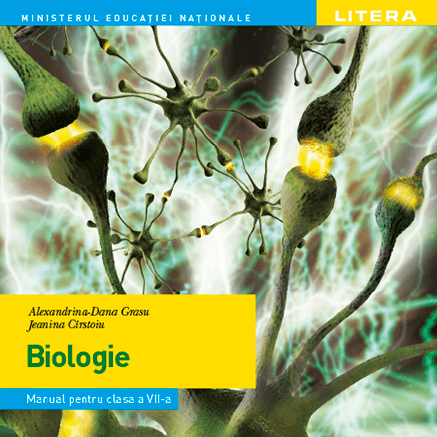 MINISTERUL EDUCAȚIEI NAȚIONALE
LITERA
Alexandrina-Dana Grasu
Jeanina Cîrstoiu
Biologie
Manual pentru clasa a VII-a